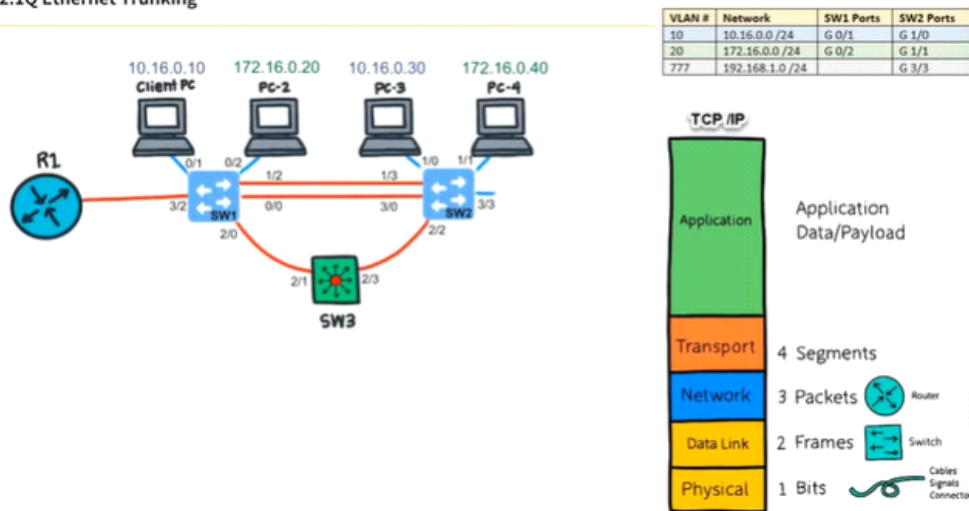 2.1Q Ethernet Trunking
VLAN # Network SW1 Ports SW2 Ports
10 10.16.0.0 /24 G 0/1 G 1/0
20 172.16.0.0 /24 G 0/2 G 1/1
777 192.168.1.0 /24 G 3/3
10.16.0.10 172.16.0.20 10.16.0.30 172.16.0.40
Client PC PC-2 PC-3 PC-4
R1
0/1 0/2 1/0 1/1
1/2 1/3
3/2 0/0 3/0 3/3
SW1 SW2
2/0 2/2
2/1 2/3
SW3
TCP/IP
Application
Application
Data/Payload
Transport 4 Segments
Network 3 Packets Router
Data Link 2 Frames Switch
Physical 1 Bits
Cables
Signals